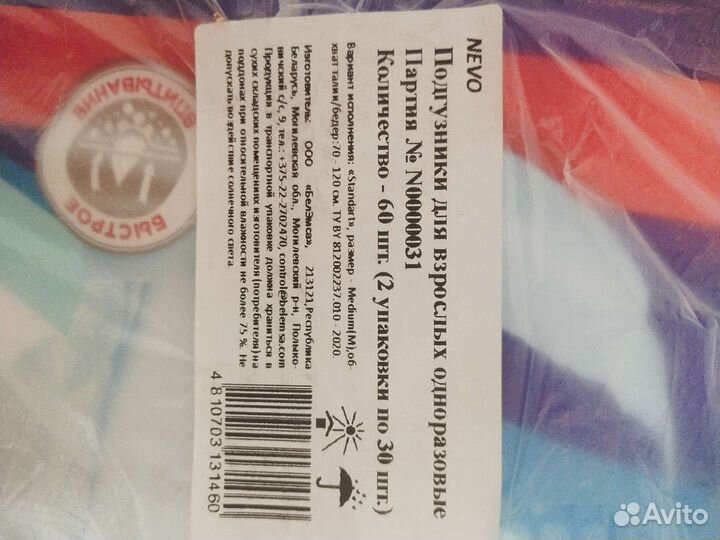 NEVO
Подгузники для взрослых одноразовые
Партия № N0000031
Количество - 60 шт. (2 упаковки по 30 шт.)
Вариант исполнения: «Standart», размер - Medium(M),об-
хват талии/бедер:70 - 120 см. ТУ BY 812002237.010 - 2020
Изготовитель: ООО «БелЭмса», 213121,Республика
Беларусь, Могилевская обл., Могилевский р-н, Полыко-
вичский с/с, 9, тел.: +375-22-2702470, control@belemsa.com
Продукция в транспортной упаковке должна храниться в
сухих складских помещениях изготовителя (потребителя) на
поддонах при относительной влажности не более 75 %. Не
допускать воздействие солнечного света.
4 810703 131460
БЫСТРОЕ
ВПИТЫВАНИЕ
Avito